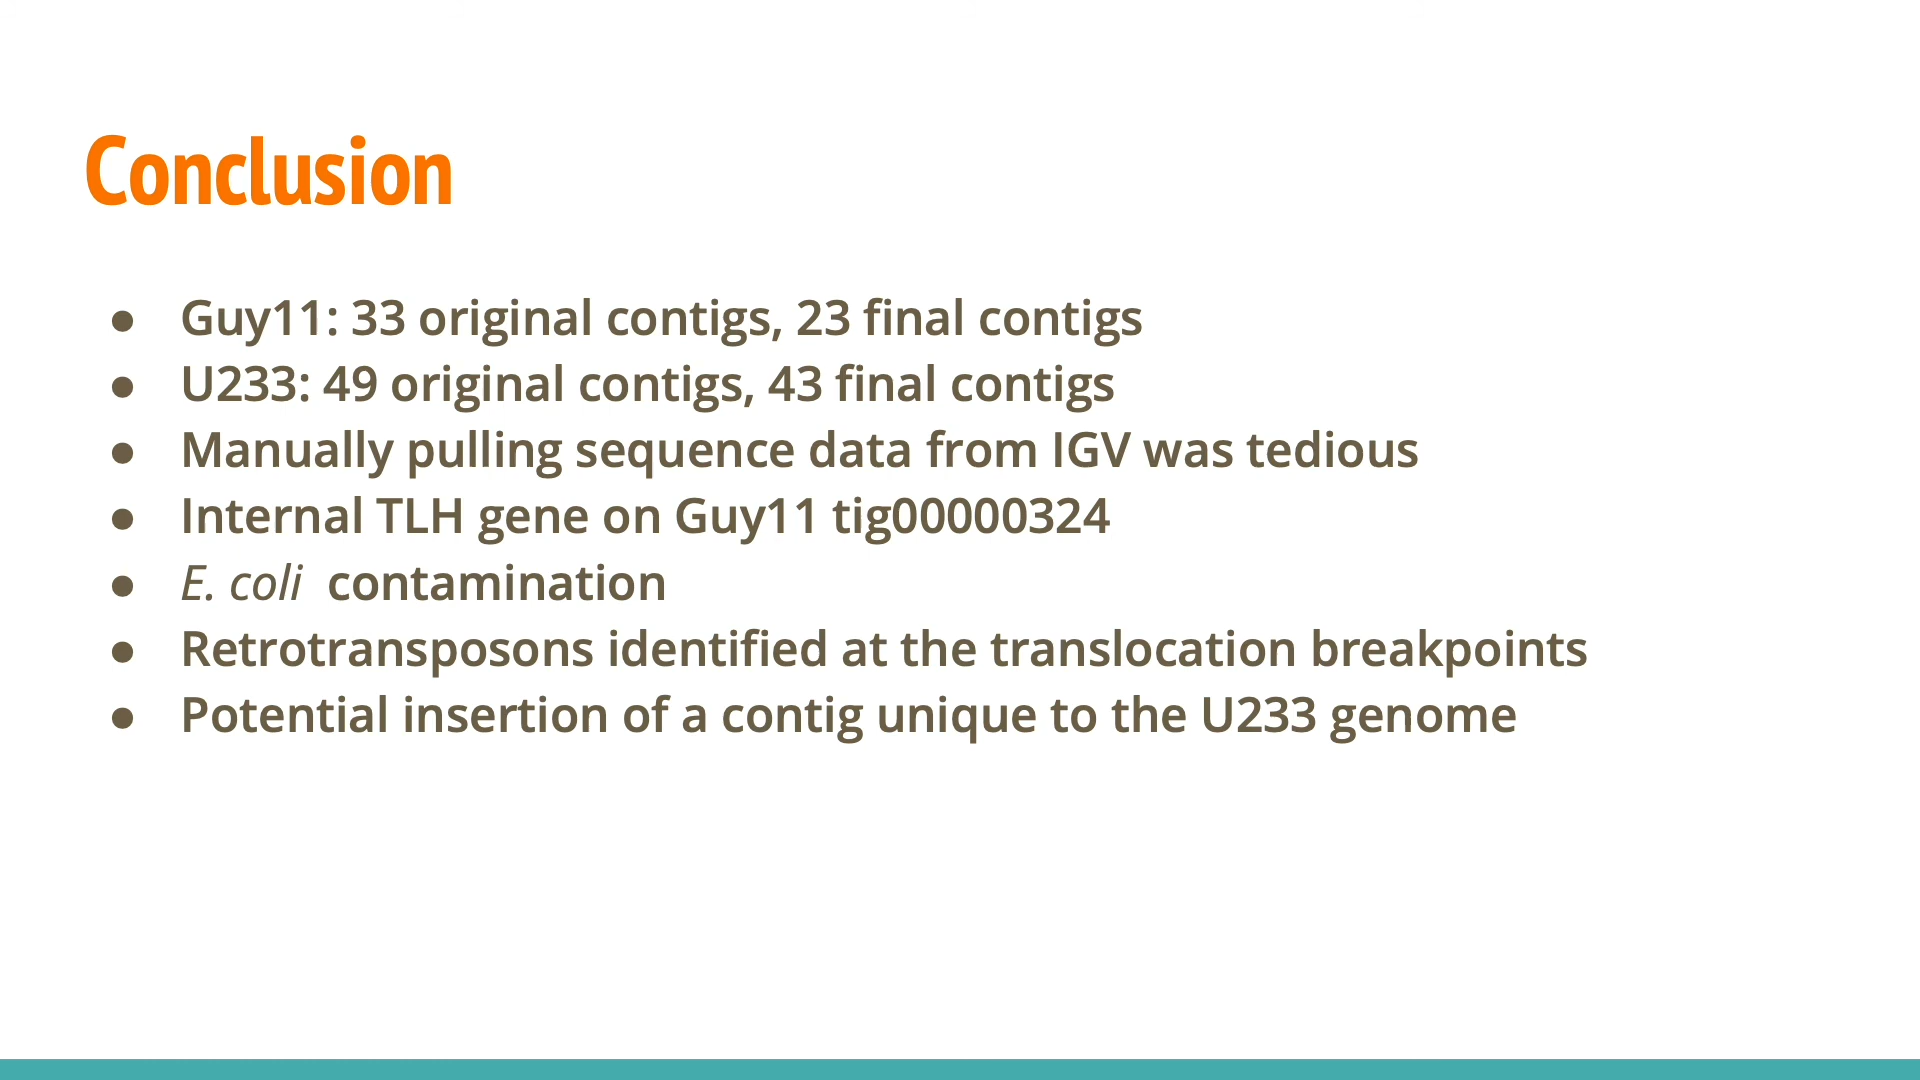 Conclusion
● Guy11: 33 original contigs, 23 final contigs
● U233: 49 original contigs, 43 final contigs
● Manually pulling sequence data from IGV was tedious
● Internal TLH gene on Guy11 tig00000324
● E. coli contamination
● Retrotransposons identified at the translocation breakpoints
● Potential insertion of a contig unique to the U233 genome